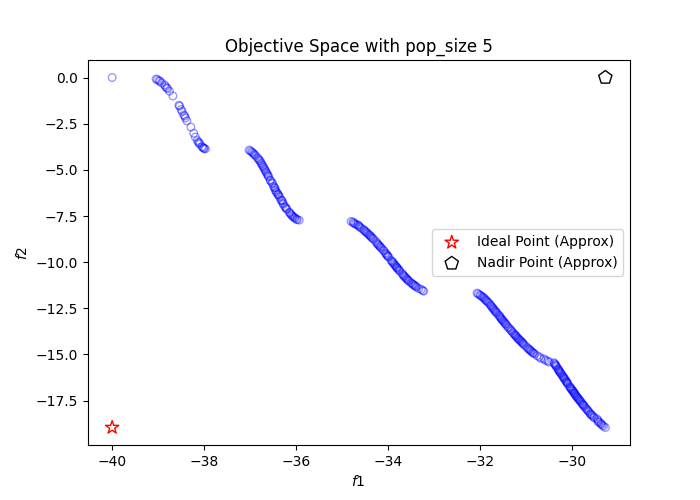 Objective Space with pop_size 5
0.0
−2.5
−5.0
−7.5
−10.0
−12.5
−15.0
−17.5
f2
Ideal Point (Approx)
Nadir Point (Approx)
−40
−38
−36
−34
−32
−30
f1